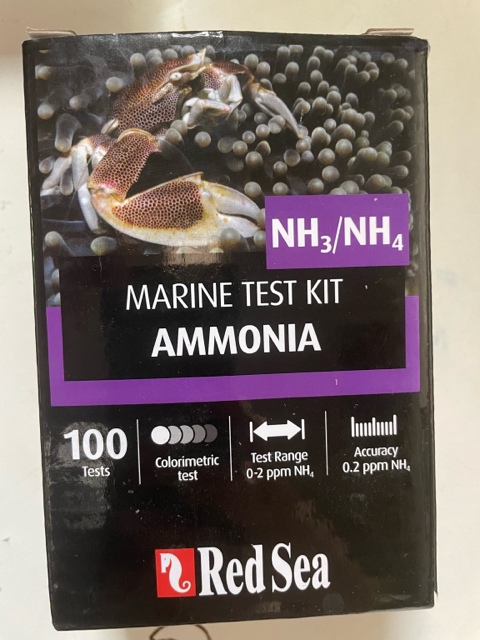 NH₃/NH₄
MARINE TEST KIT
AMMONIA
100
Tests
Colorimetric
test
Test Range
0-2 ppm NH₄
Accuracy
0.2 ppm NH₄
Red Sea